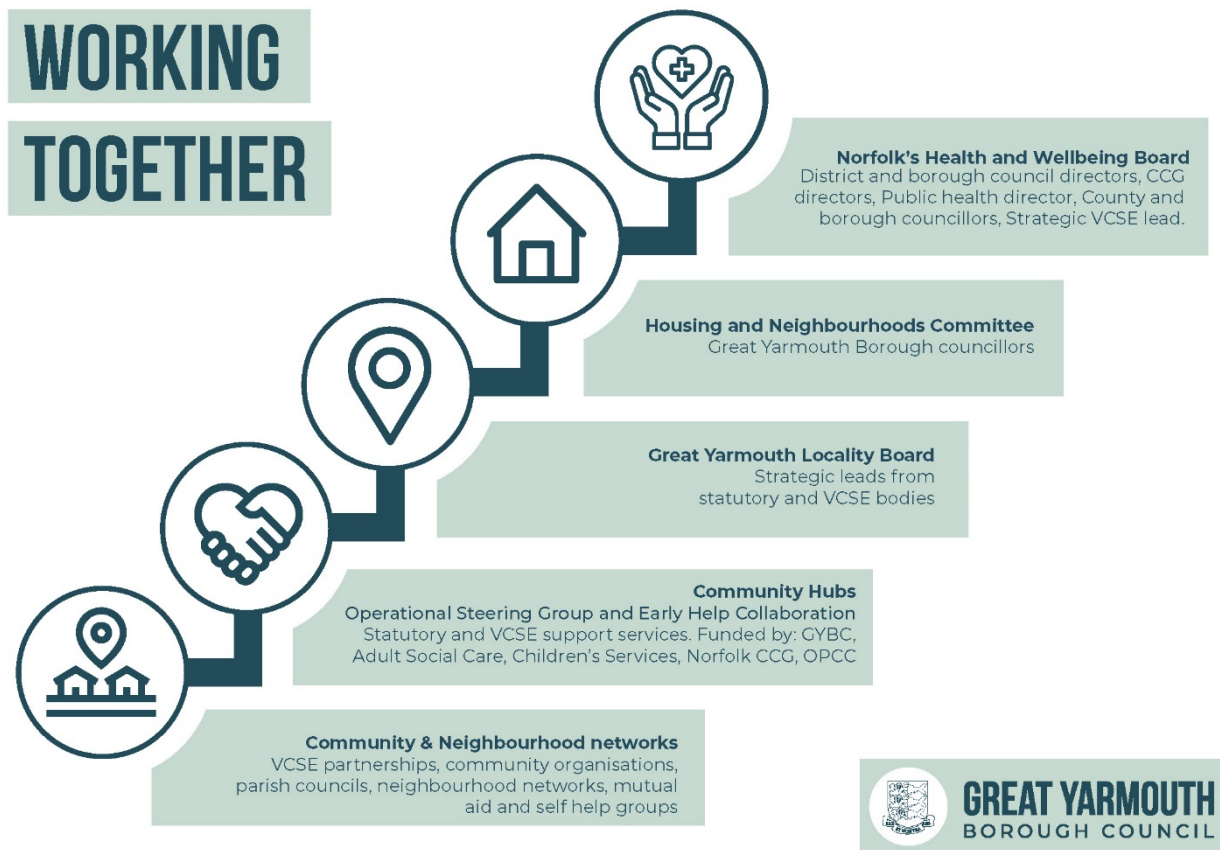 WORKING
TOGETHER
Norfolk's Health and Wellbeing Board
District and borough council directors, CCG
directors, Public health director, County and
borough councillors, Strategic VCSE lead.
Housing and Neighbourhoods Committee
Great Yarmouth Borough councillors
Great Yarmouth Locality Board
Strategic leads from
statutory and VCSE bodies
Community Hubs
Operational Steering Group and Early Help Collaboration
Statutory and VCSE support services. Funded by: GYBC,
Adult Social Care, Children's Services, Norfolk CCG, OPCC
Community & Neighbourhood networks
VCSE partnerships, community organisations,
parish councils, neighbourhood networks, mutual
aid and self help groups
GREAT YARMOUTH
BOROUGH COUNCIL